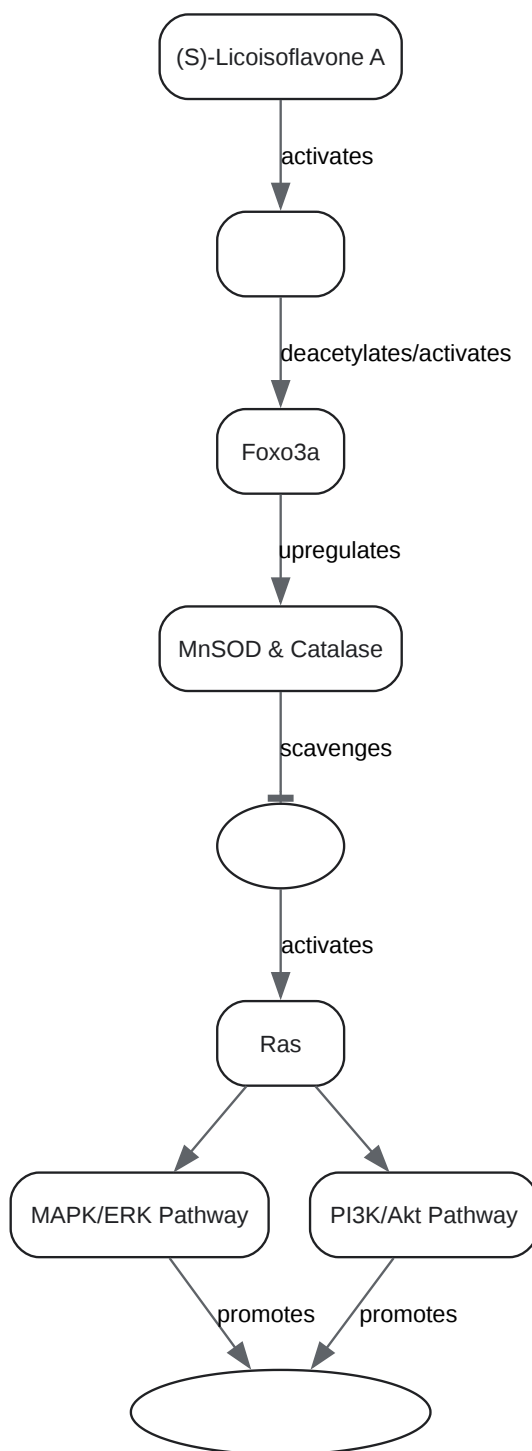 (S)-Licoisoflavone A
activates
deacetylates/activates
Foxo3a
upregulates
MnSOD & Catalase
scavenges
activates
Ras
MAPK/ERK Pathway
PI3K/Akt Pathway
promotes
promotes